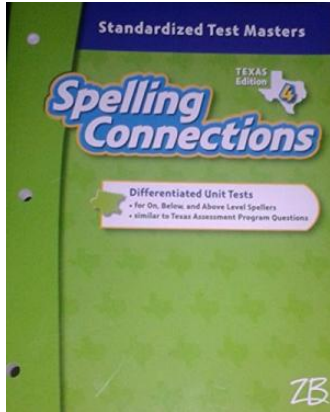 Standardized Test Masters
TEXAS
Edition
4
Spelling
Connections
Differentiated Unit Tests
• for On, Below, and Above Level Spellers
• similar to Texas Assessment Program Questions
ZB